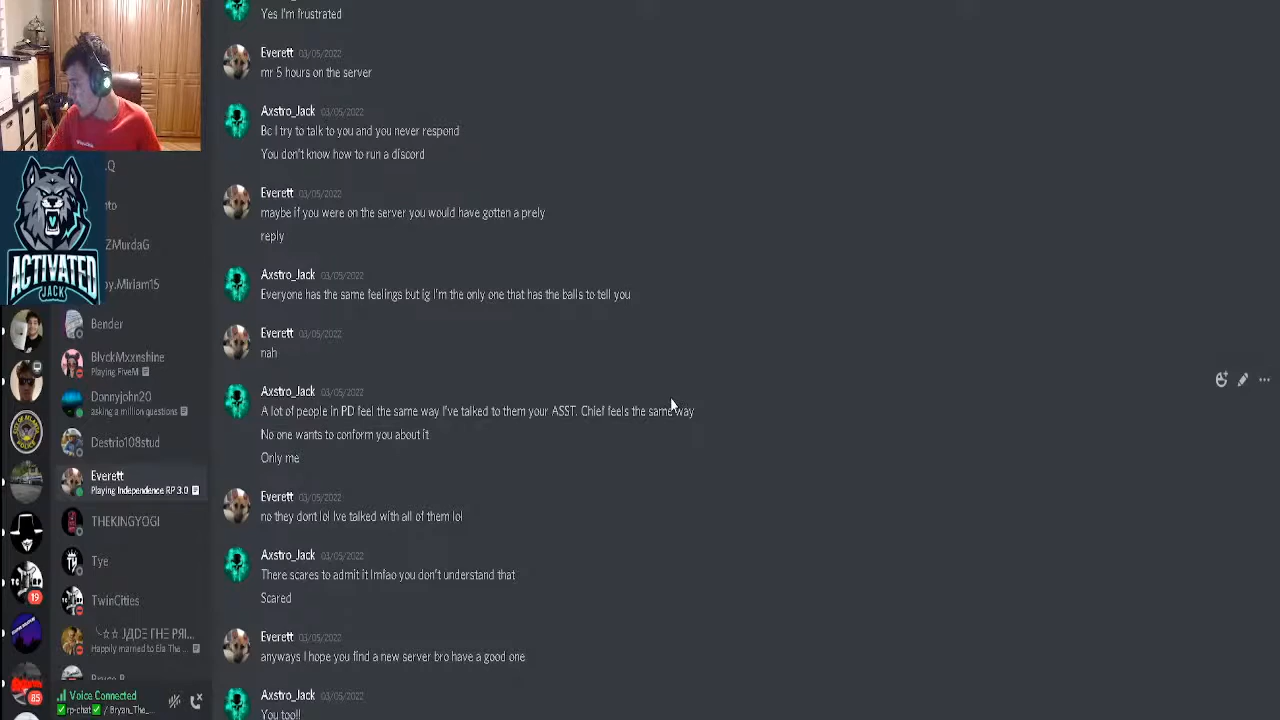 Yes I'm frustrated
Everett 03/05/2022
mr 5 hours on the server
Axstro_Jack 03/05/2022
Bc I try to talk to you and you never respond
You don't know how to run a discord
Everett 03/05/2022
maybe if you were on the server you would have gotten a prely
reply
Axstro_Jack 03/05/2022
Everyone has the same feelings but ig I'm the only one that has the balls to tell you
Everett 03/05/2022
nah
Axstro_Jack 03/05/2022
A lot of people in PD feel the same way I've talked to them your ASST. Chief feels the same way
No one wants to conform you about it
Only me
Everett 03/05/2022
no they dont lol Ive talked with all of them lol
Axstro_Jack 03/05/2022
There scares to admit it lmfao you don't understand that
Scared
Everett 03/05/2022
anyways I hope you find a new server bro have a good one
Axstro_Jack 03/05/2022
You too!!
ACTIVATED
JACK
.Q
nto
ZMurdaG
oy.Miriam15
Bender
BlvckMxxnshine
Playing FiveM
Donnyjohn20
asking a million questions
Destrio108stud
Everett
Playing Independence RP 3.0
THEKINGYOGI
Tye
TwinCities
Happily married to Ela The ...
Bryce B
Voice Connected
rp-chat / Bryan_The_...
19
85